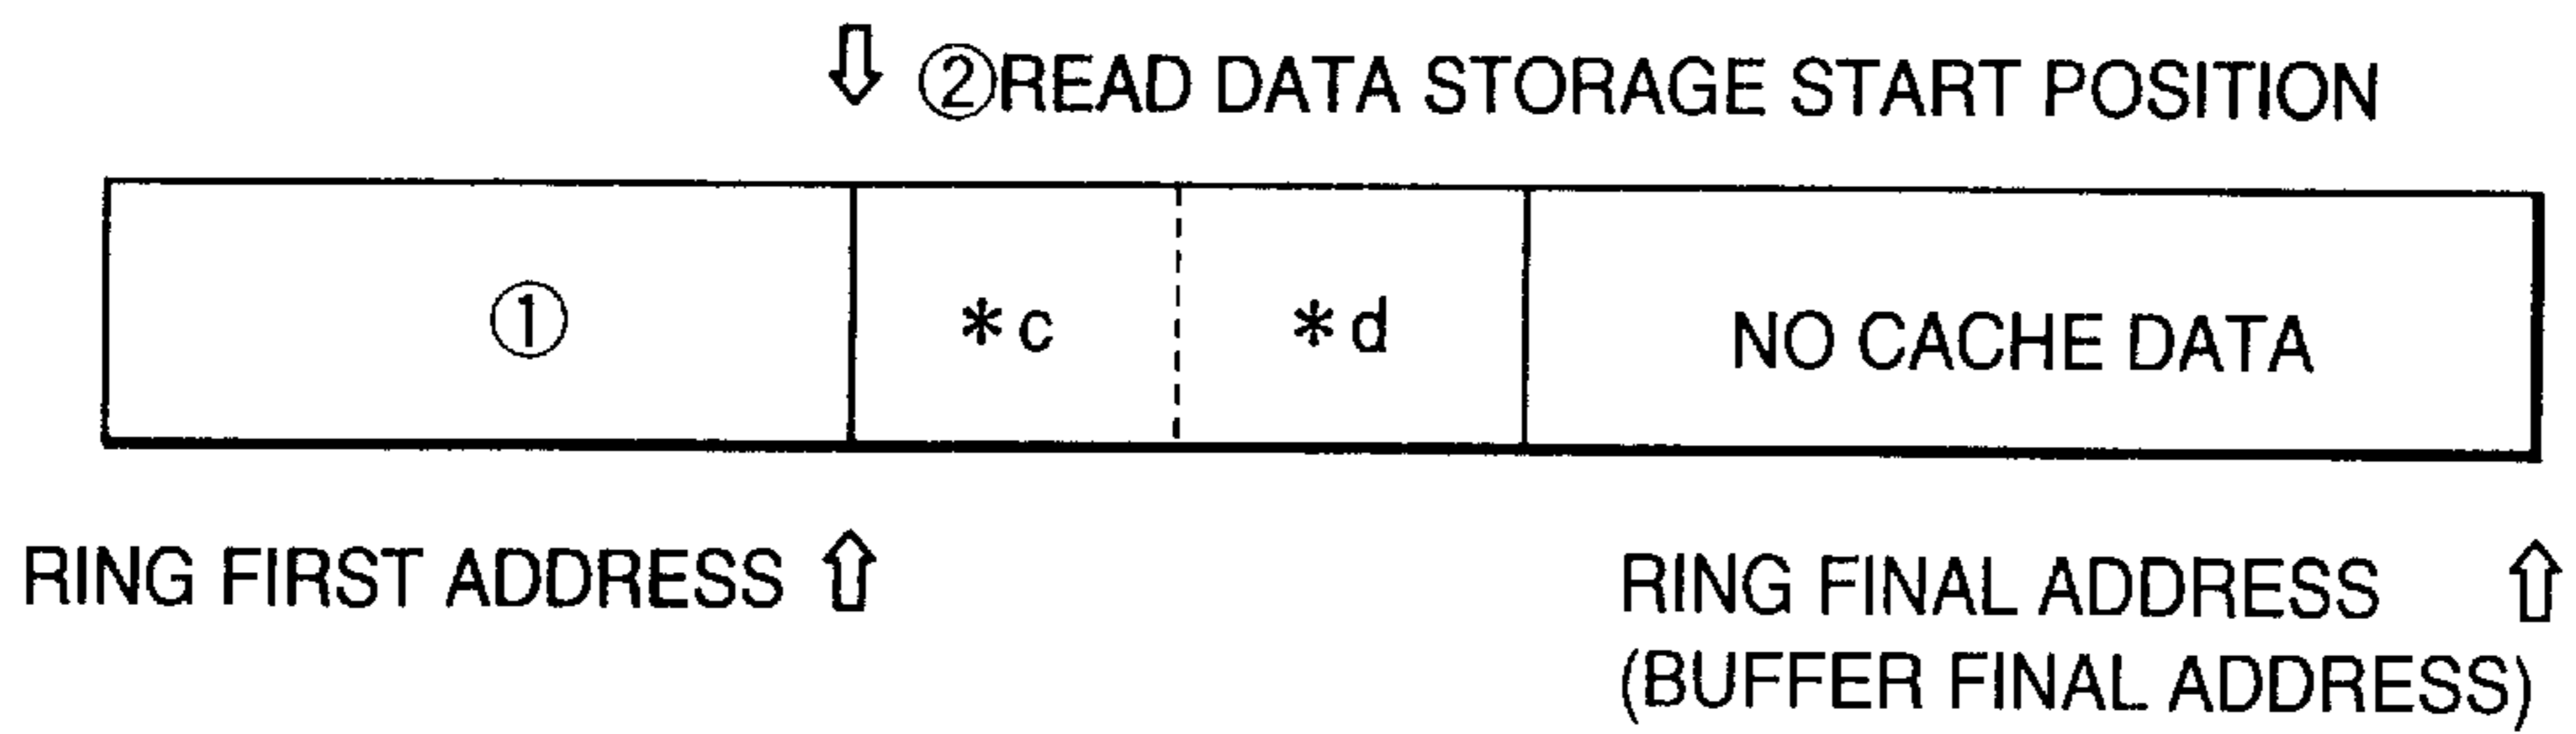 ⇩ ②READ DATA STORAGE START POSITION
① *c *d NO CACHE DATA
RING FIRST ADDRESS ⇧
RING FINAL ADDRESS ⇧
(BUFFER FINAL ADDRESS)